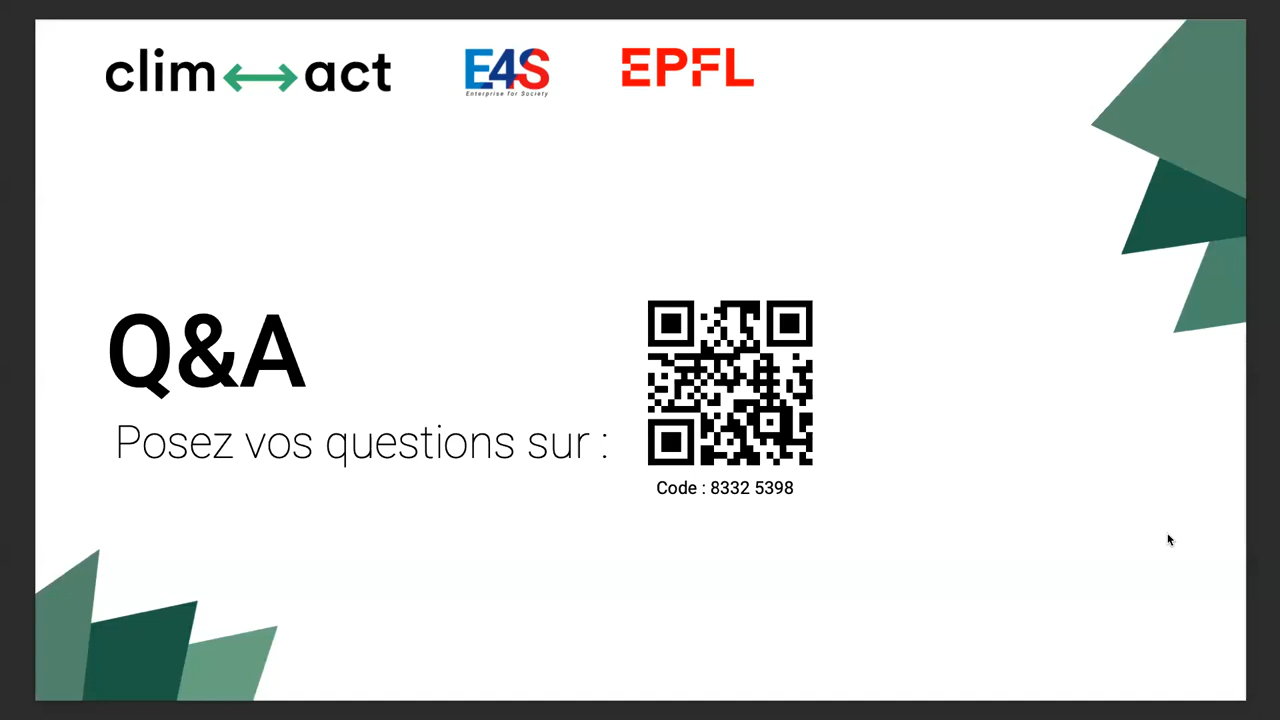 clim act
E4S
Enterprise for Society
EPFL
Q&A
Posez vos questions sur :
Code : 8332 5398